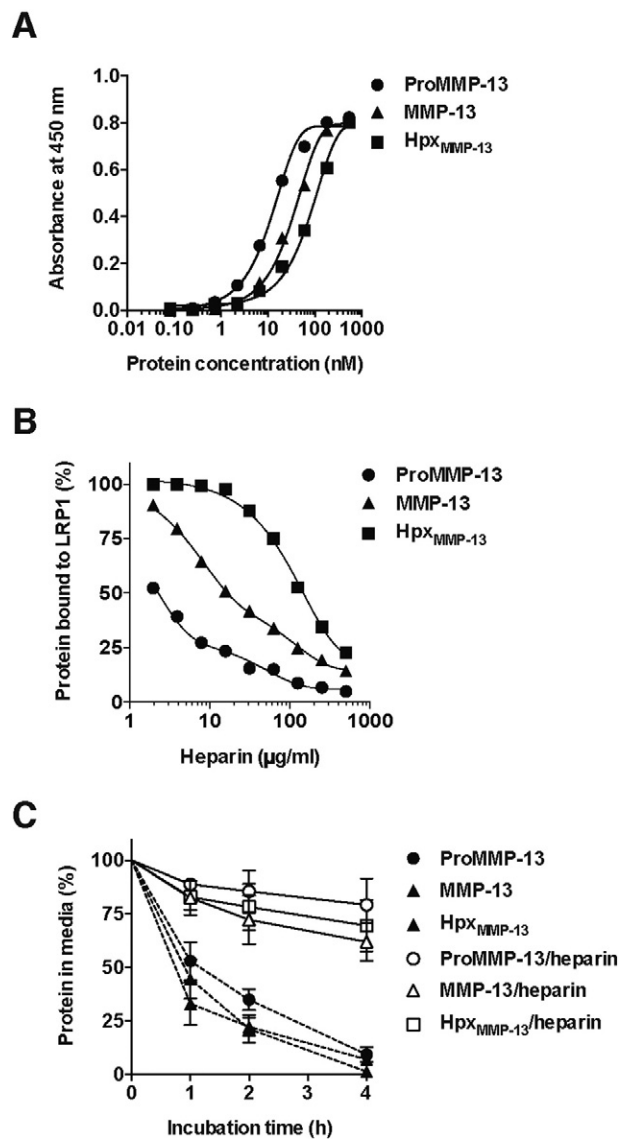 A
ProMMP-13
MMP-13
HpxMMP-13
1.0
0.8
0.6
0.4
0.2
0.0
Absorbance at 450 nm
0.01 0.10 1 10 100 1000
Protein concentration (nM)
B
ProMMP-13
MMP-13
HpxMMP-13
100
75
50
25
0
Protein bound to LRP1 (%)
1 10 100 1000
Heparin (µg/ml)
C
ProMMP-13
MMP-13
HpxMMP-13
ProMMP-13/heparin
MMP-13/heparin
HpxMMP-13/heparin
100
75
50
25
0
Protein in media (%)
0 1 2 3 4
Incubation time (h)